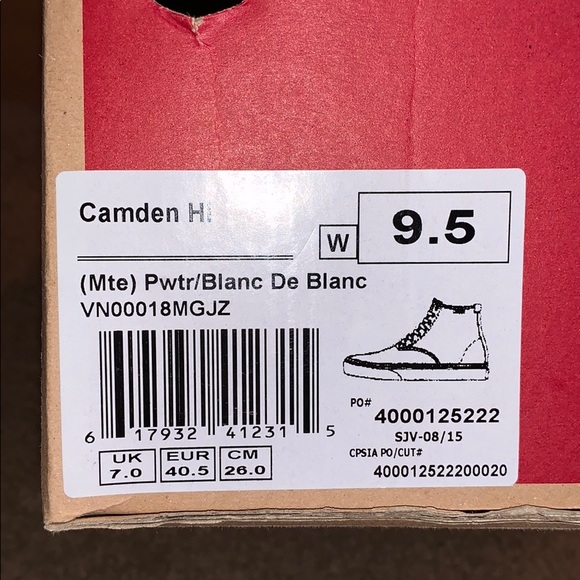 Camden Hi
W 9.5
(Mte) Pwtr/Blanc De Blanc
VN00018MGJZ
6 17932 41231 5
PO# 4000125222
SJV-08/15
CPSIA PO/CUT#
400012522200020
UK EUR CM
7.0 40.5 26.0